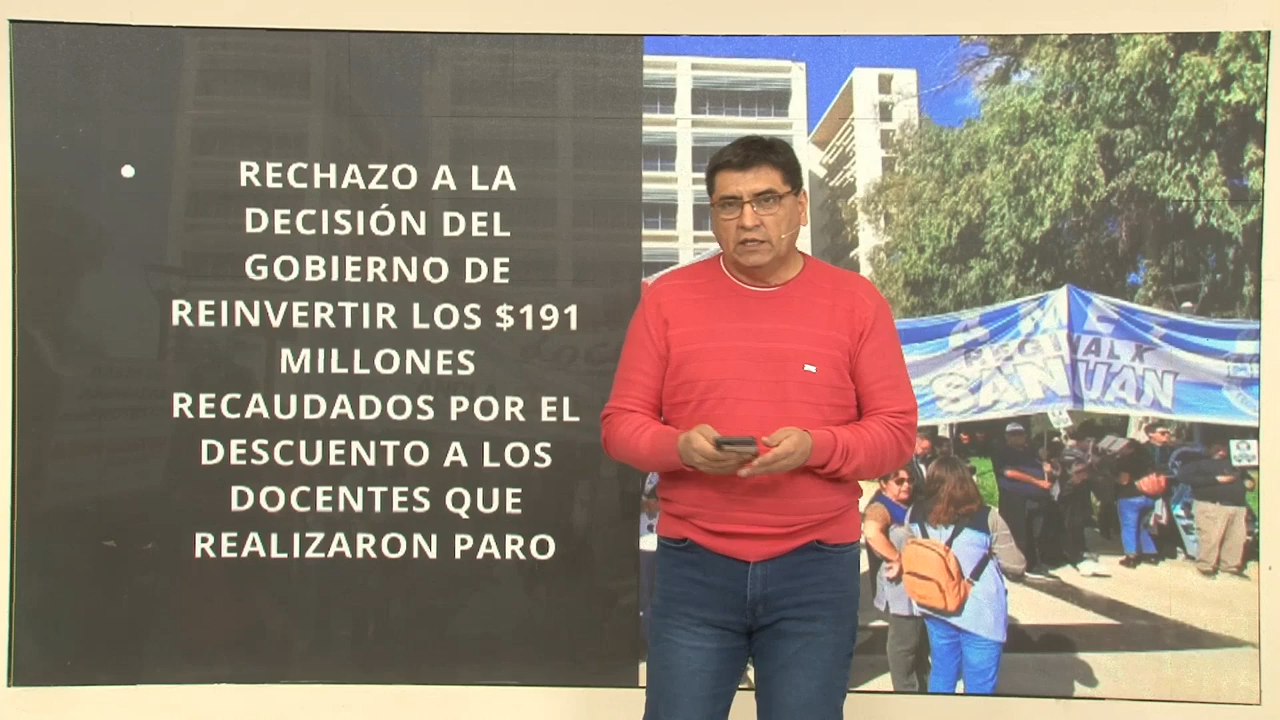 RECHAZO A LA
DECISIÓN DEL
GOBIERNO DE
REINVERTIR LOS $191
MILLONES
RECAUDADOS POR EL
DESCUENTO A LOS
DOCENTES QUE
REALIZARON PARO
REGIONAL X
SAN JUAN